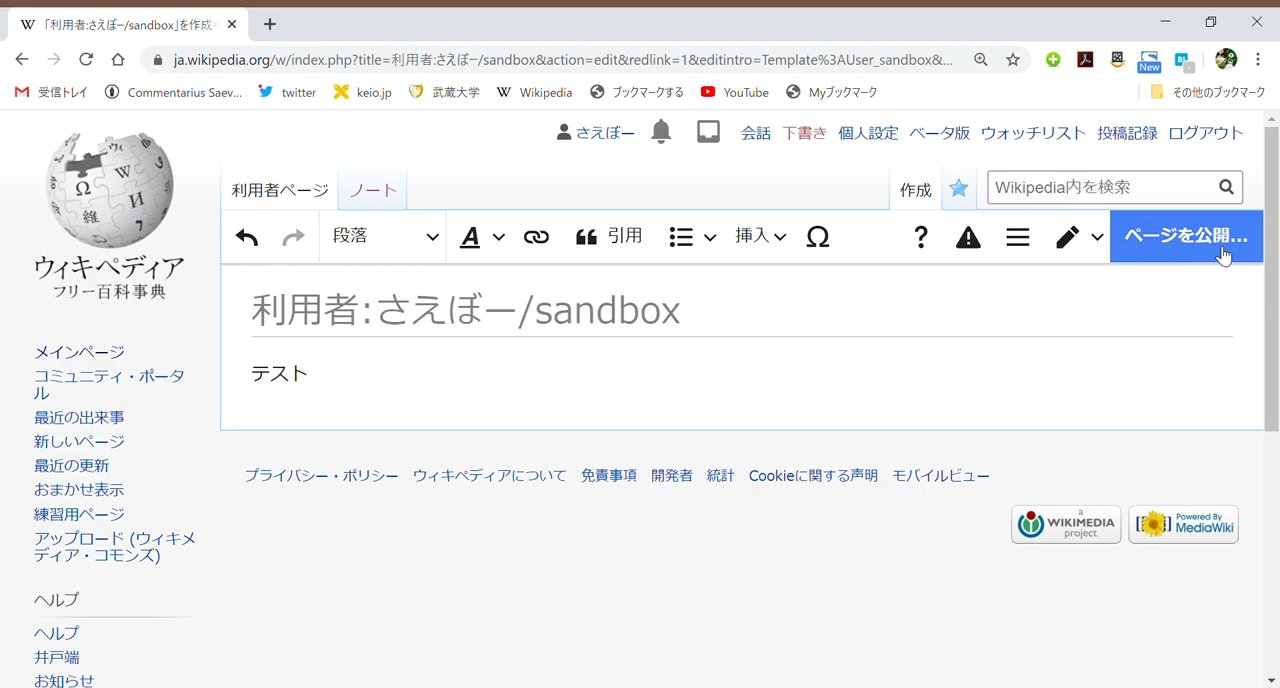 「利用者:さえぼー/sandbox」を作成中
ja.wikipedia.org/w/index.php?title=利用者:さえぼー/sandbox&action=edit&redlink=1&editintro=Template%3AUser_sandbox&...
New
受信トレイ Commentarius Saev... twitter keio.jp 武蔵大学 Wikipedia ブックマークする YouTube Myブックマーク その他のブックマーク
さえぼー 会話 下書き 個人設定 ベータ版 ウォッチリスト 投稿記録 ログアウト
利用者ページ ノート 作成 Wikipedia内を検索
段落 A 引用 挿入 Ω ? ページを公開...
ウィキペディア
フリー百科事典
利用者:さえぼー/sandbox
テスト
メインページ
コミュニティ・ポータ
ル
最近の出来事
新しいページ
最近の更新
おまかせ表示
練習用ページ
アップロード (ウィキメ
ディア・コモンズ)
ヘルプ
ヘルプ
井戸端
お知らせ
プライバシー・ポリシー ウィキペディアについて 免責事項 開発者 統計 Cookieに関する声明 モバイルビュー
a
WIKIMEDIA
project
Powered By
MediaWiki